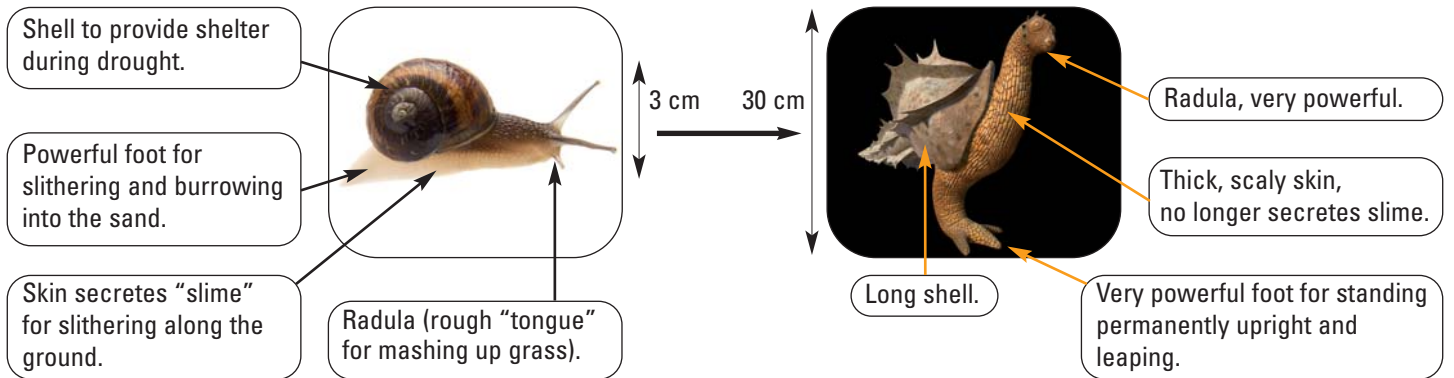 Shell to provide shelter
during drought.
Powerful foot for
slithering and burrowing
into the sand.
Skin secretes “slime”
for slithering along the
ground.
Radula (rough “tongue”
for mashing up grass).
3 cm
30 cm
Radula, very powerful.
Thick, scaly skin,
no longer secretes slime.
Long shell.
Very powerful foot for standing
permanently upright and
leaping.